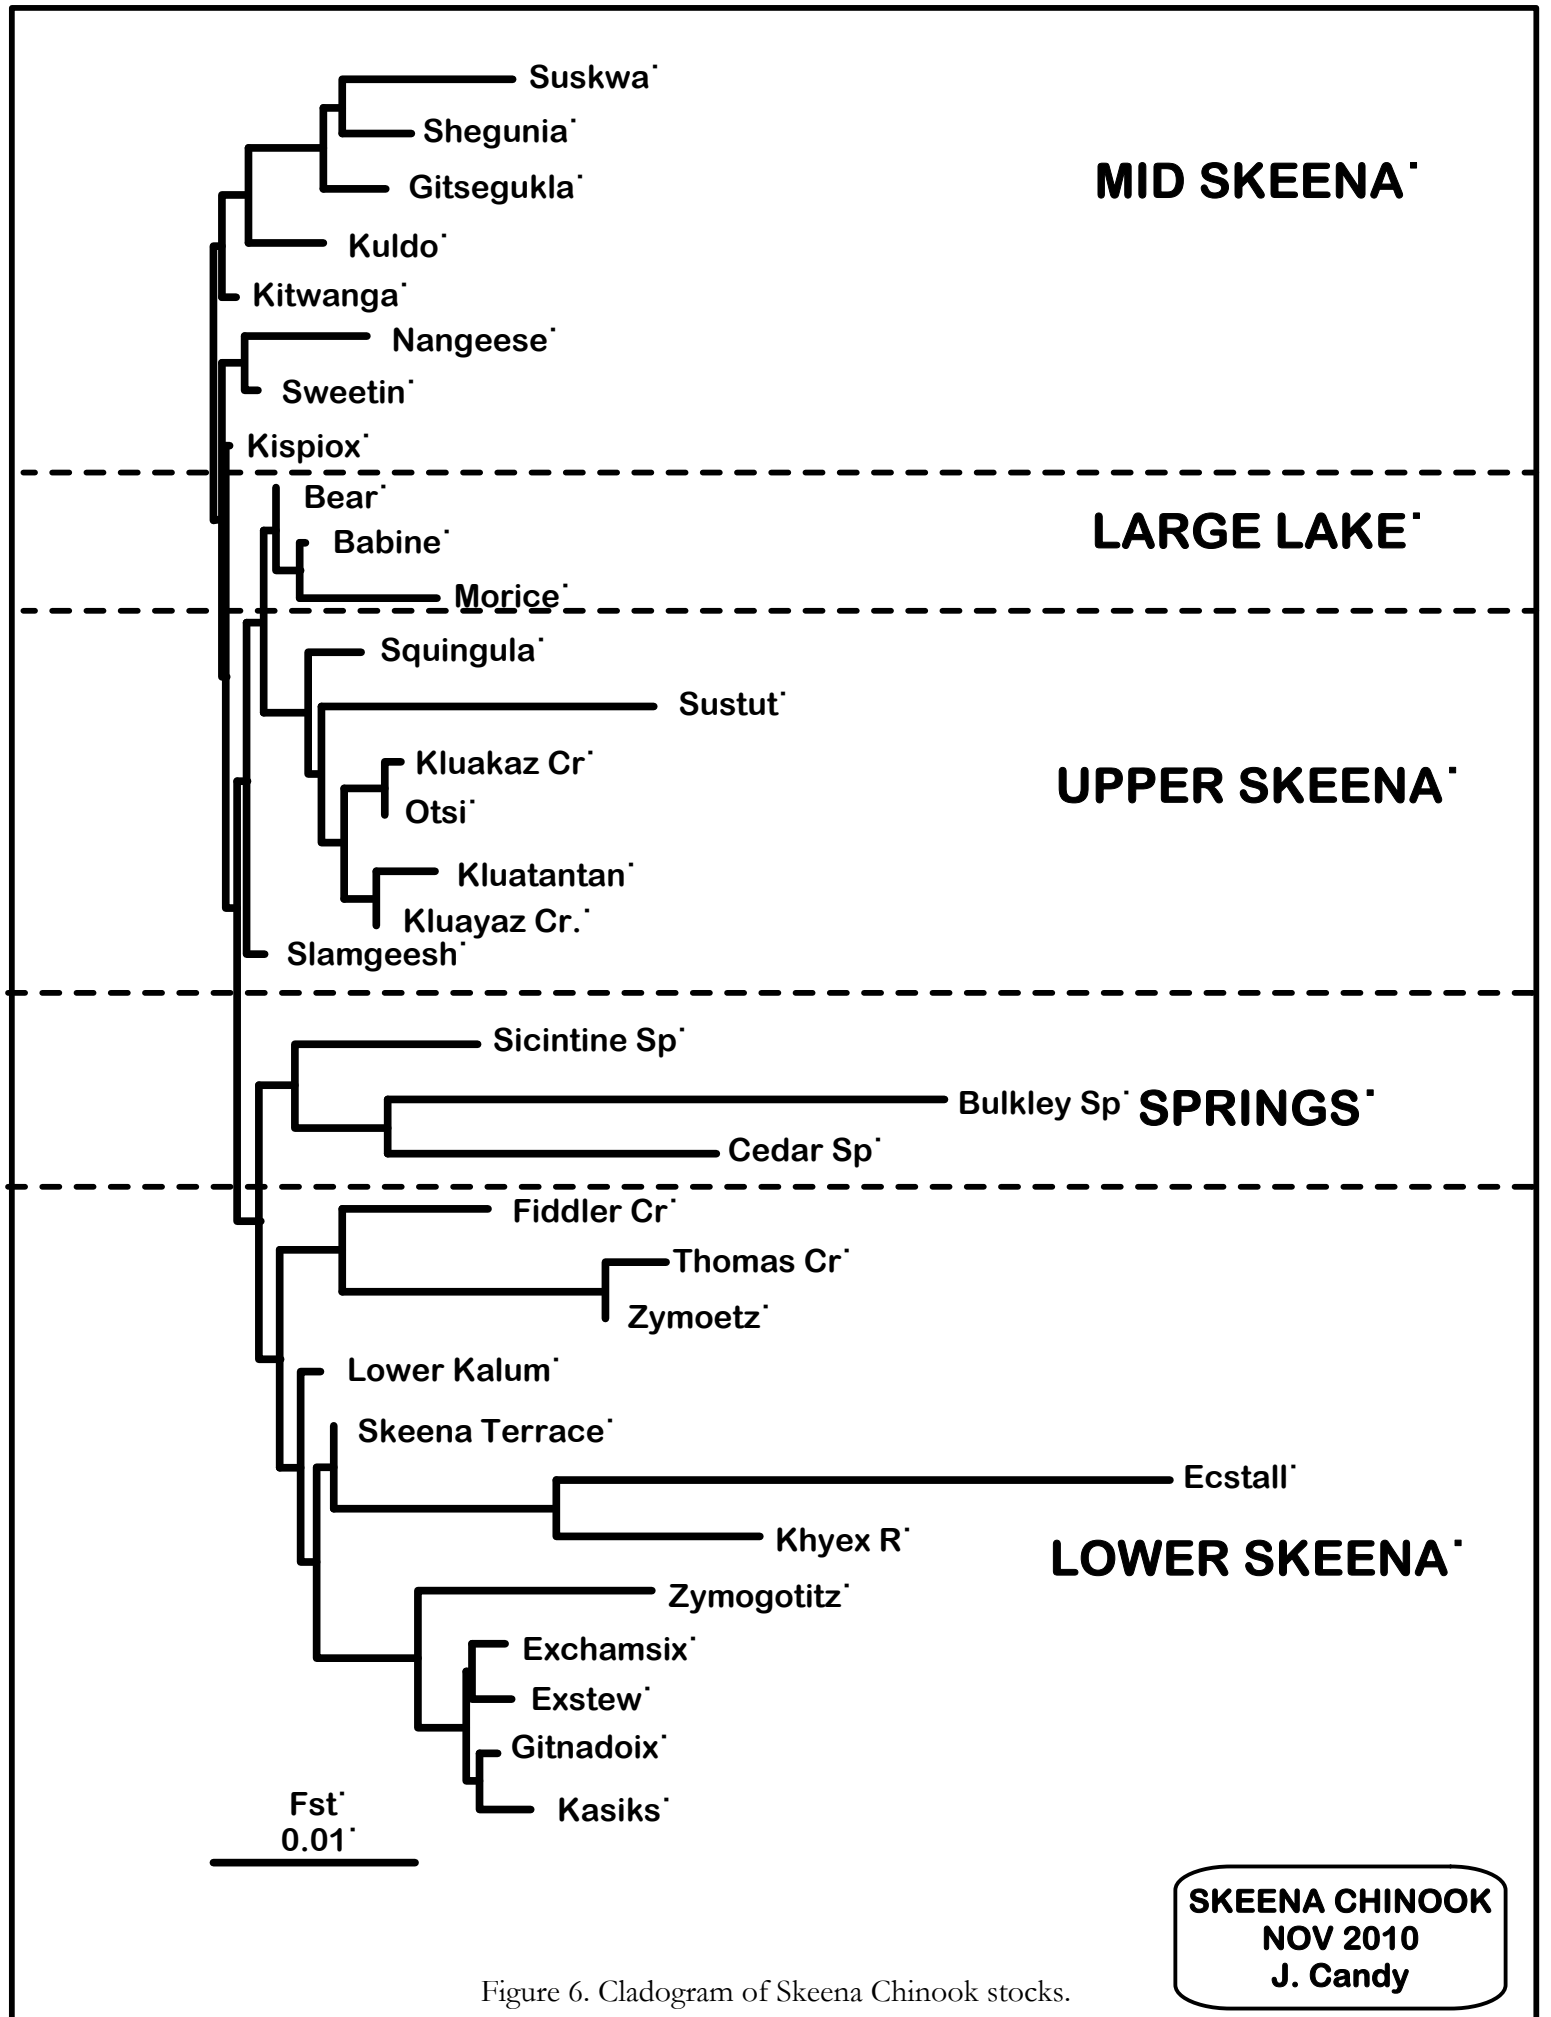 Suskwa
Shegunia
MID SKEENA
Gitsegukla
Kuldo
Kitwanga
Nangeese
Sweetin
Kispiox
Bear
LARGE LAKE
Babine
Morice
Squingula
Sustut
Kluakaz Cr
UPPER SKEENA
Otsi
Kluatantan
Kluayaz Cr.
Slamgeesh
Sicintine Sp
Bulkley Sp
SPRINGS
Cedar Sp
Fiddler Cr
Thomas Cr
Zymoetz
Lower Kalum
Skeena Terrace
Ecstall
Khyex R
LOWER SKEENA
Zymogotitz
Exchamsix
Exstew
Gitnadoix
Kasiks
Fst
0.01
SKEENA CHINOOK
NOV 2010
J. Candy
Figure 6. Cladogram of Skeena Chinook stocks.